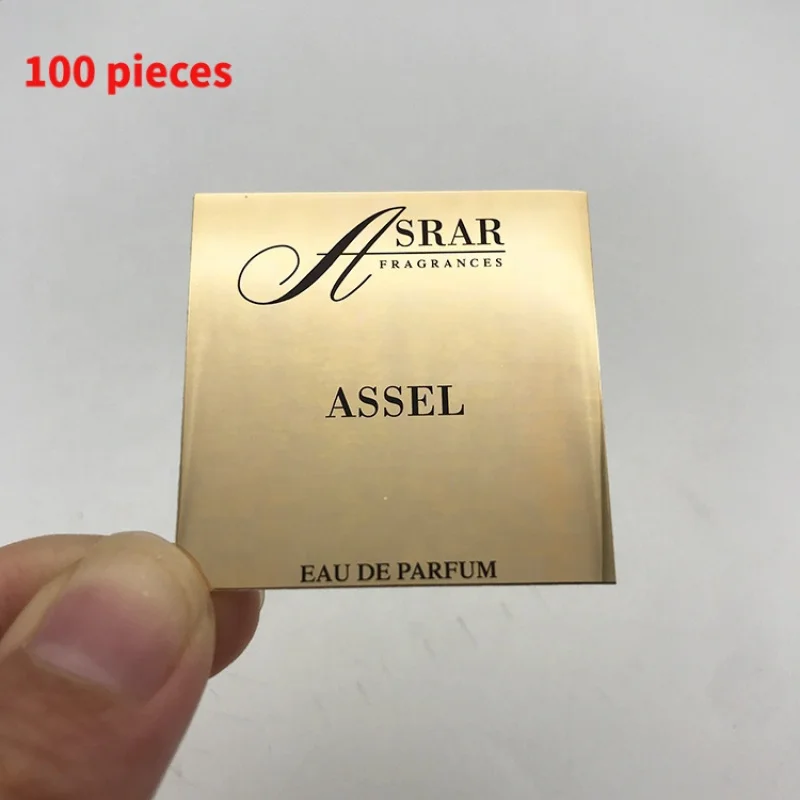 100 pieces
ASRAR
FRAGRANCES
ASSEL
EAU DE PARFUM